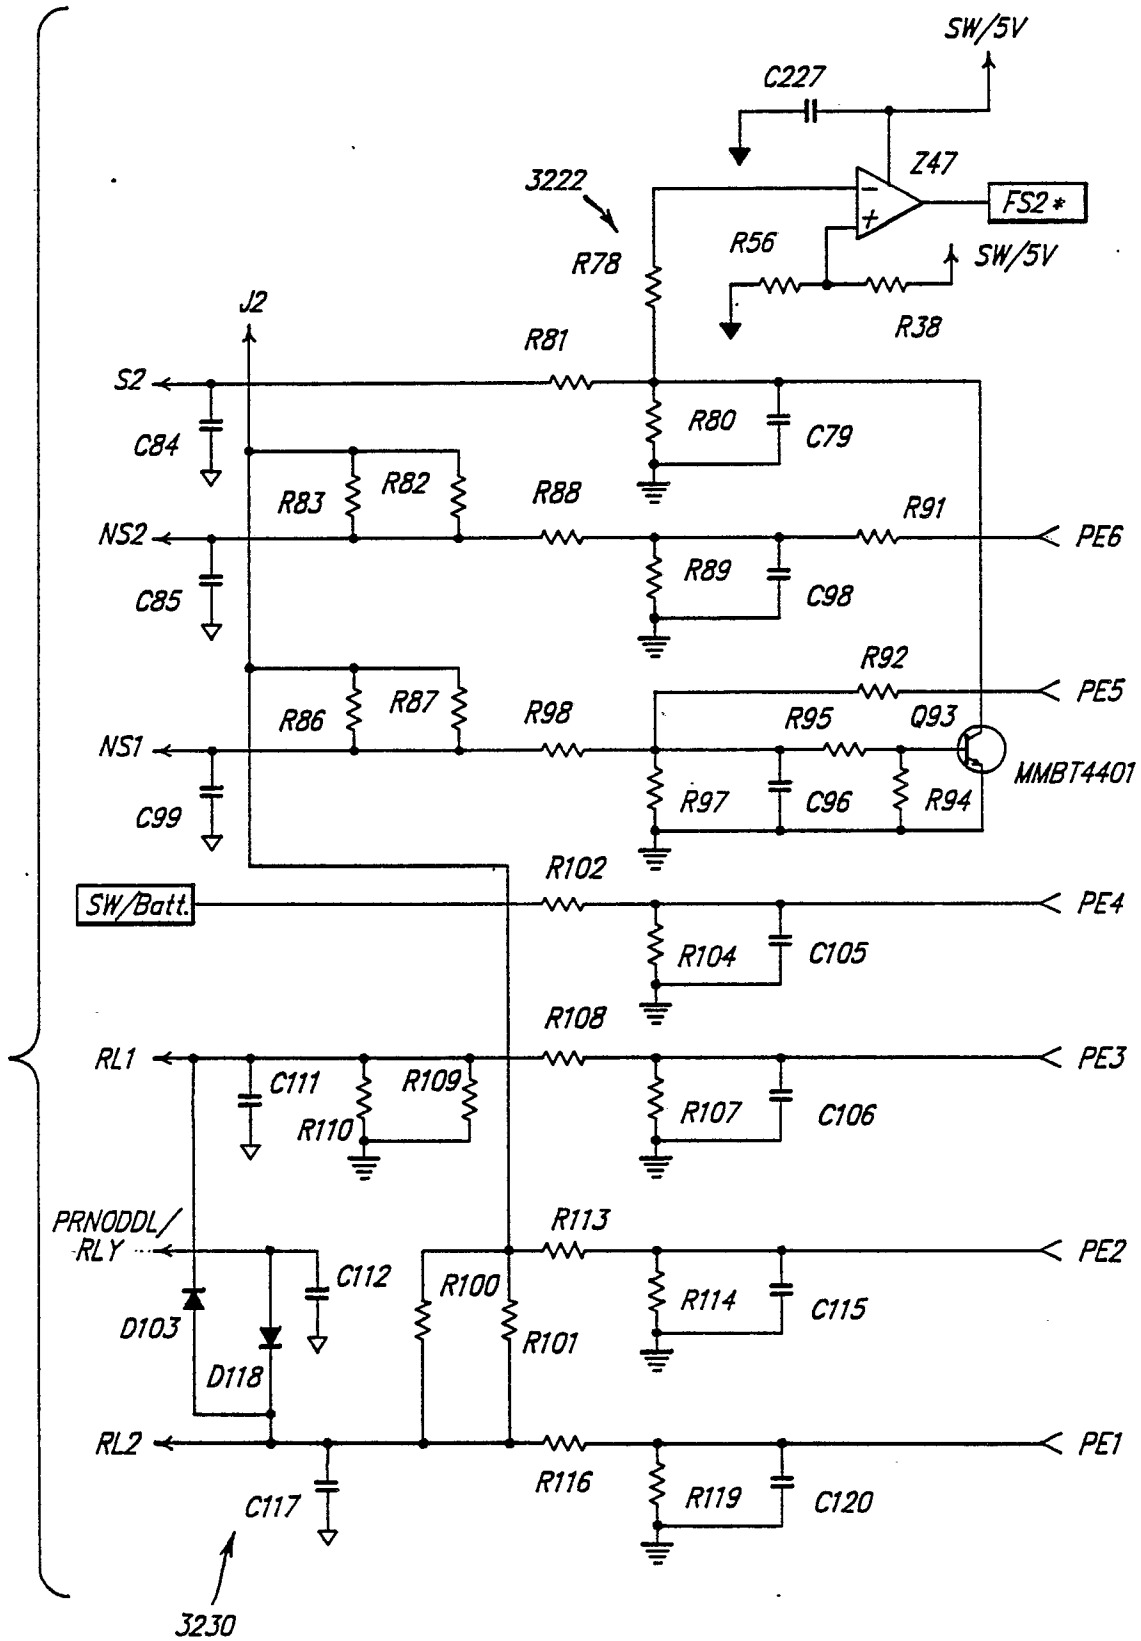 SW/5V
C227
Z47
3222
FS2*
R56
SW/5V
R78
J2
R38
R81
S2
R80
C79
C84
R82
R83
R88
R91
NS2
PE6
R89
C98
C85
R92
R87
PE5
R86
R98
R95
Q93
NS1
MMBT4401
R97
C96
R94
C99
R102
SW/Batt.
PE4
R104
C105
R108
RL1
PE3
C111
R109
R107
C106
R110
PRNODDL/
RLY
R113
PE2
C112
R100
R114
C115
D103
R101
D118
RL2
PE1
R116
C117
R119
C120
3230